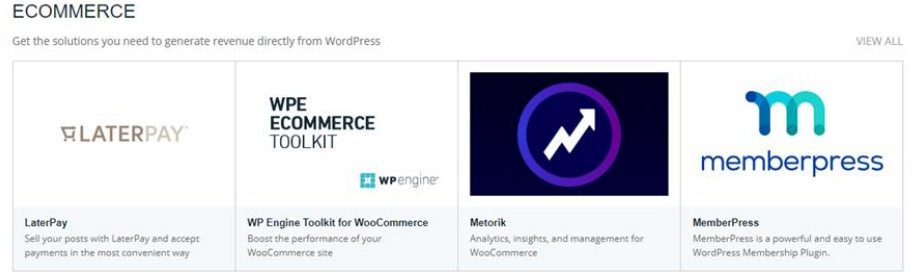 ECOMMERCE
Get the solutions you need to generate revenue directly from WordPress
VIEW ALL
LATERPAY
WPE
ECOMMERCE
TOOLKIT
WPengine
memberpress
LaterPay
Sell your posts with LaterPay and accept
payments in the most convenient way
WP Engine Toolkit for WooCommerce
Boost the performance of your
WooCommerce site
Metorik
Analytics, insights, and management for
WooCommerce
MemberPress
MemberPress is a powerful and easy to use
WordPress Membership Plugin.